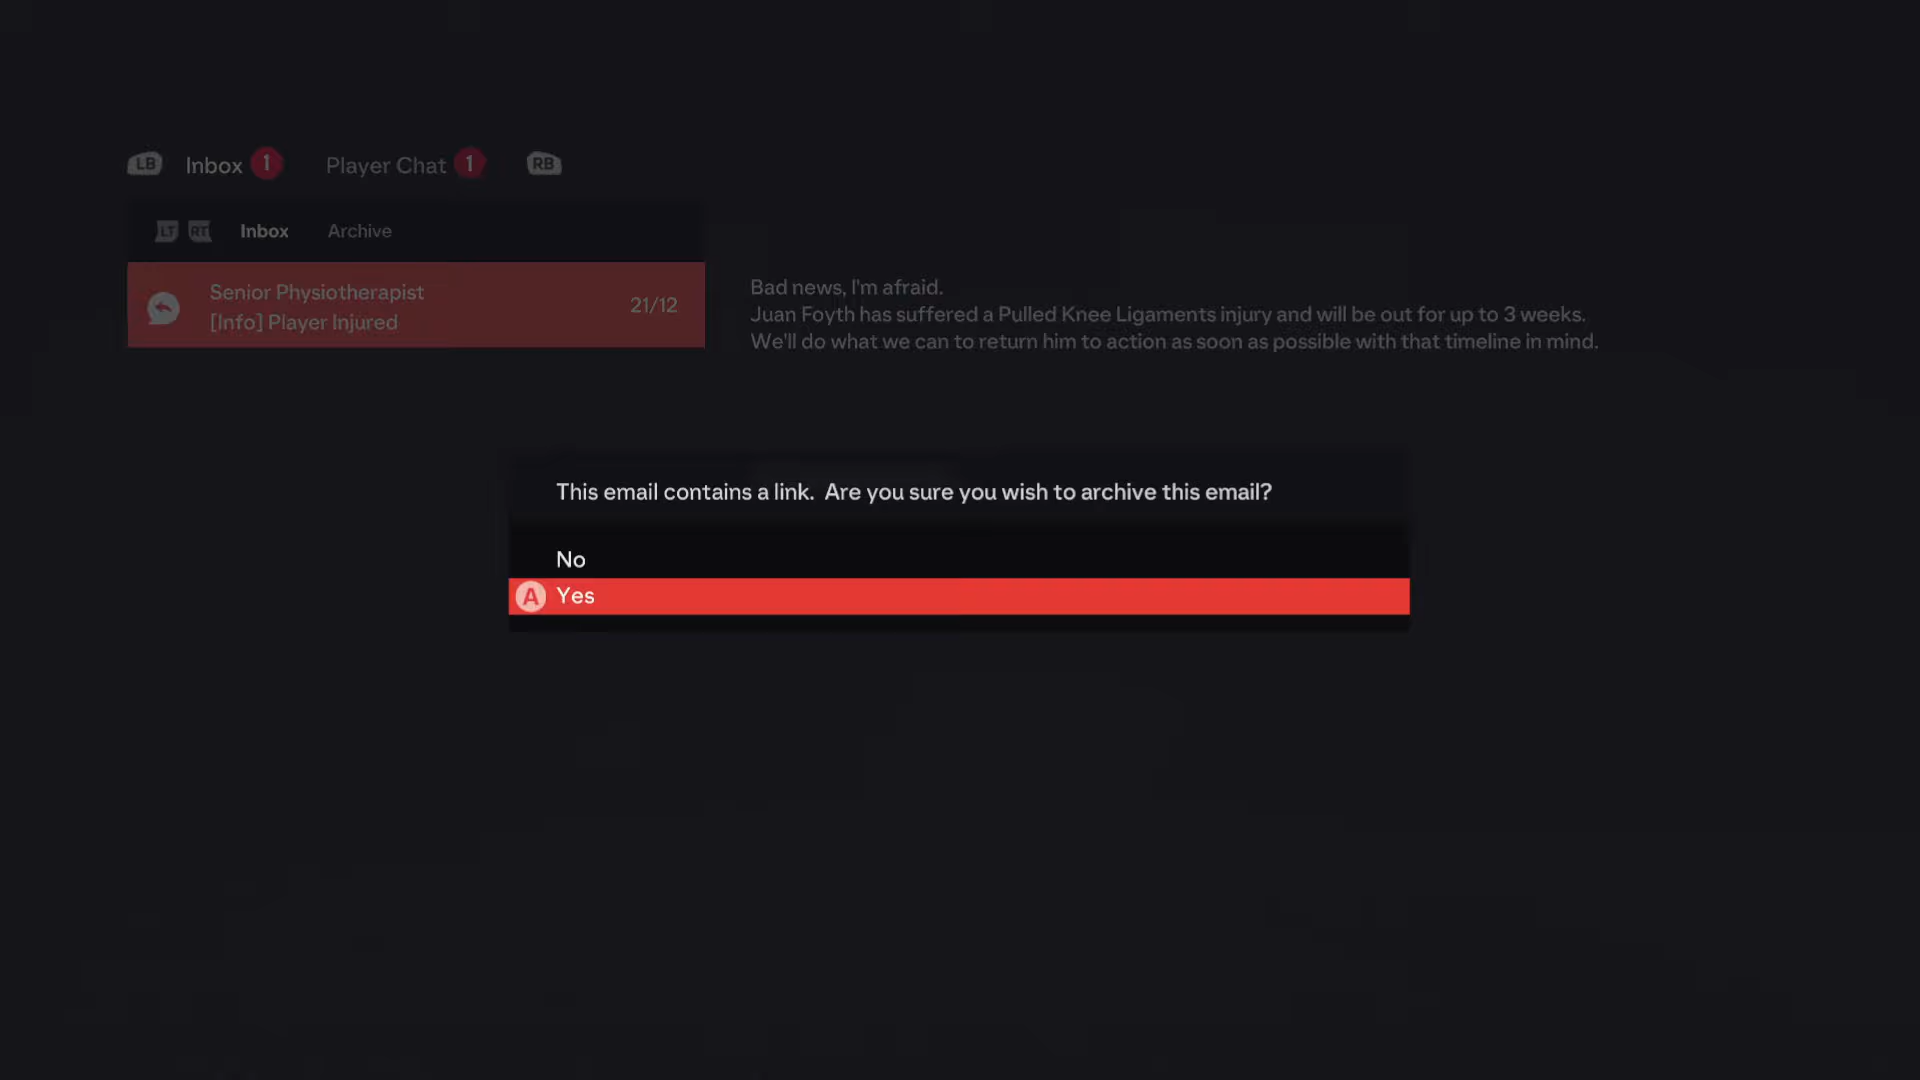 LB Inbox 1 Player Chat 1 RB
LT RT Inbox Archive
Senior Physiotherapist
[Info] Player Injured
21/12
Bad news, I'm afraid.
Juan Foyth has suffered a Pulled Knee Ligaments injury and will be out for up to 3 weeks.
We'll do what we can to return him to action as soon as possible with that timeline in mind.
This email contains a link.  Are you sure you wish to archive this email?
No
A Yes